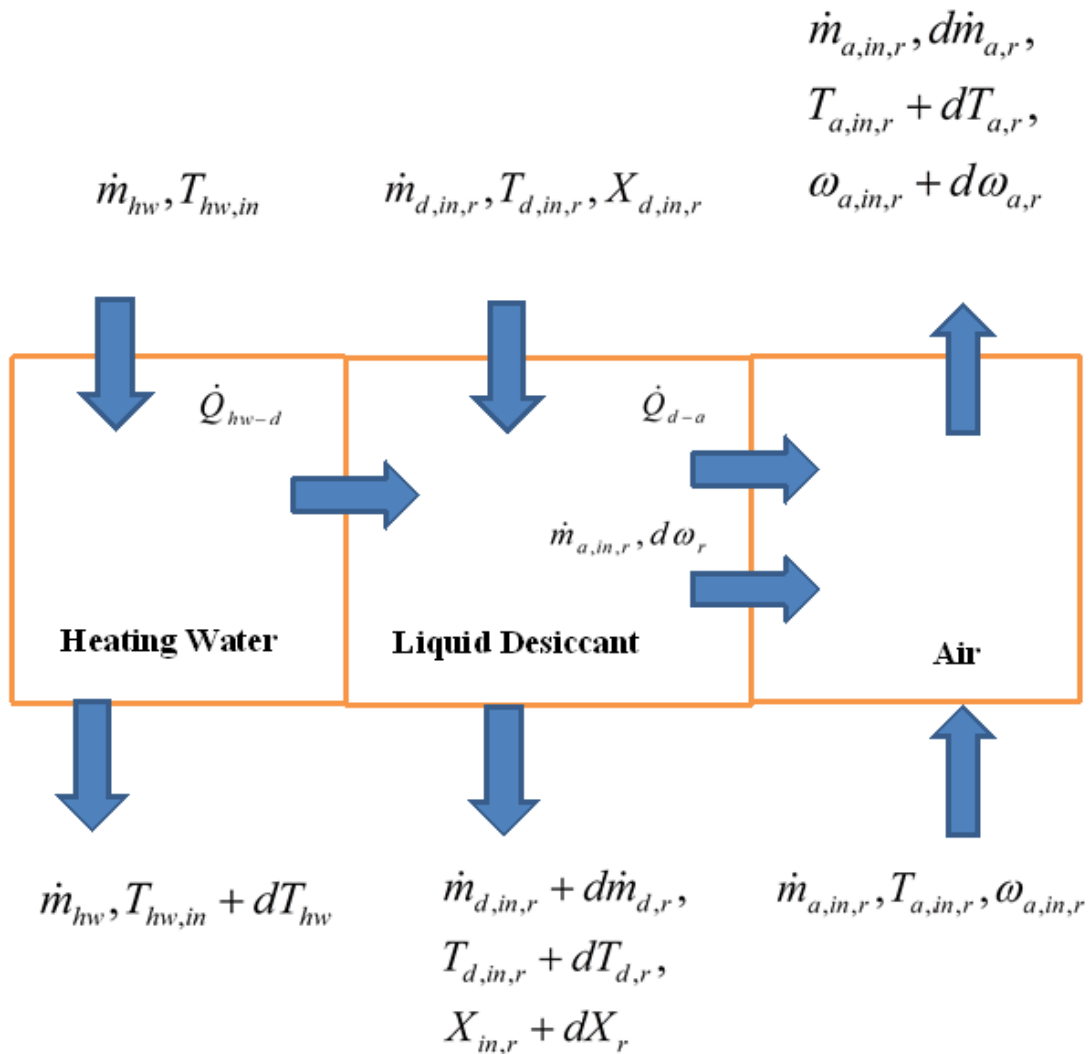 ṁ_{a,in,r}, dṁ_{a,r},
T_{a,in,r} + dT_{a,r},
ω_{a,in,r} + dω_{a,r}
ṁ_{hw}, T_{hw,in}
ṁ_{d,in,r}, T_{d,in,r}, X_{d,in,r}
Q̇_{hw-d}
Q̇_{d-a}
ṁ_{a,in,r}, dω_r
Heating Water
Liquid Desiccant
Air
ṁ_{hw}, T_{hw,in} + dT_{hw}
ṁ_{d,in,r} + dṁ_{d,r},
T_{d,in,r} + dT_{d,r},
X_{in,r} + dX_r
ṁ_{a,in,r}, T_{a,in,r}, ω_{a,in,r}